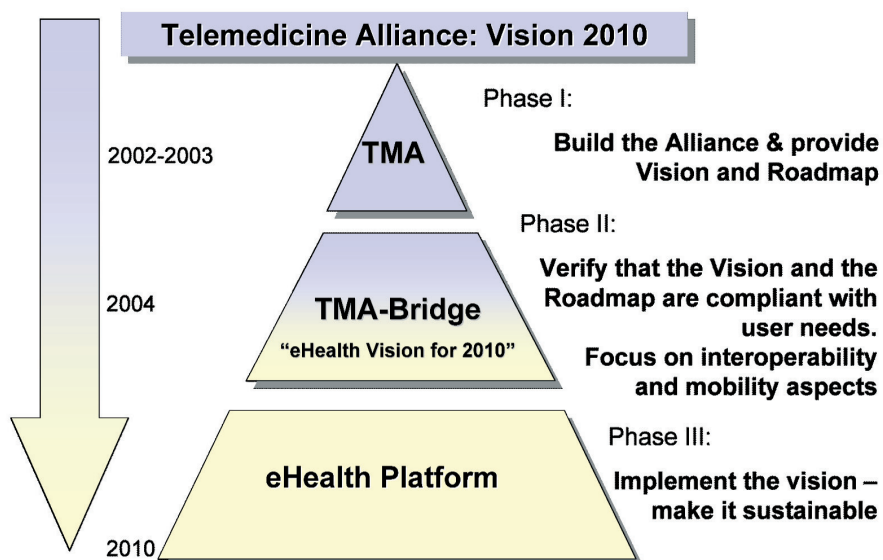 Telemedicine Alliance: Vision 2010
Phase I:
2002-2003
TMA
Build the Alliance & provide
Vision and Roadmap
Phase II:
2004
TMA-Bridge
“eHealth Vision for 2010”
Verify that the Vision and the
Roadmap are compliant with
user needs.
Focus on interoperability
and mobility aspects
Phase III:
eHealth Platform
Implement the vision –
make it sustainable
2010